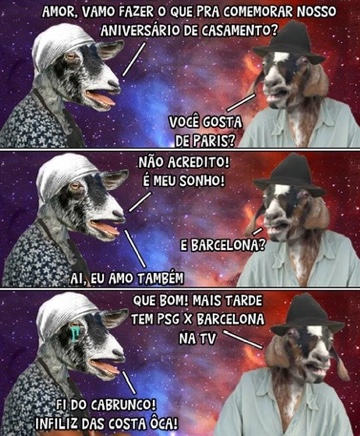 AMOR, VAMO FAZER O QUE PRA COMEMORAR NOSSO
ANIVERSÁRIO DE CASAMENTO?
VOCÊ GOSTA
DE PARIS?
NÃO ACREDITO!
É MEU SONHO!
E BARCELONA?
AI, EU AMO TAMBÉM
QUE BOM! MAIS TARDE
TEM PSG X BARCELONA
NA TV
FI DO CABRUNCO!
INFILIZ DAS COSTA ÔCA!